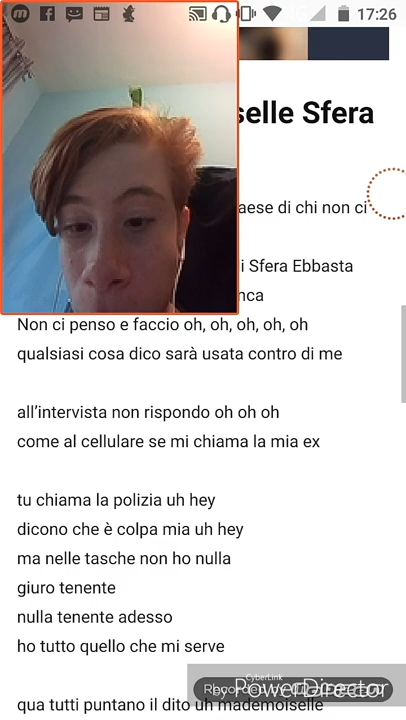 17:26
selle Sfera
aese di chi non ci
i Sfera Ebbasta
nca
Non ci penso e faccio oh, oh, oh, oh, oh
qualsiasi cosa dico sarà usata contro di me
all’intervista non rispondo oh oh oh
come al cellulare se mi chiama la mia ex
tu chiama la polizia uh hey
dicono che è colpa mia uh hey
ma nelle tasche non ho nulla
giuro tenente
nulla tenente adesso
ho tutto quello che mi serve
CyberLink
by PowerDirector
Recorded by
qua tutti puntano il dito uh mademoiselle